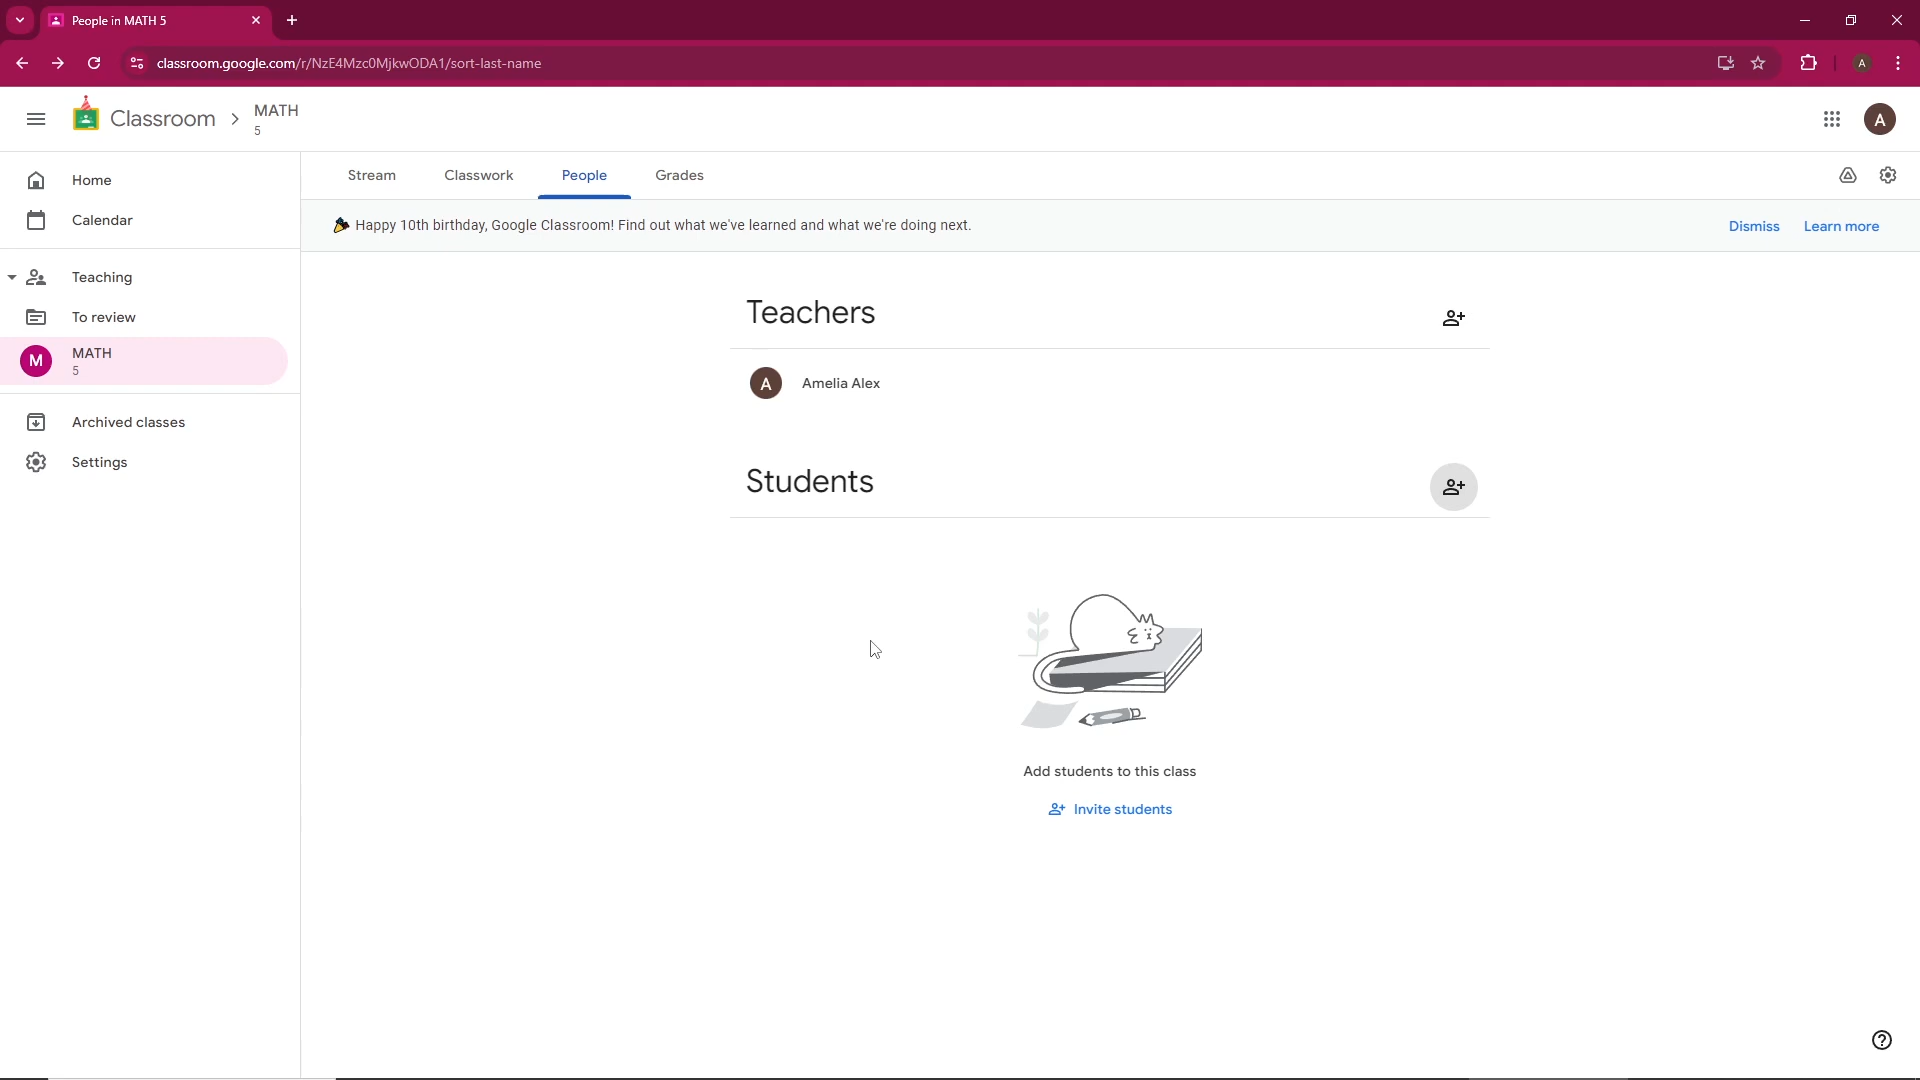 People in MATH 5
classroom.google.com/r/NzE4Mzc0MjkwODA1/sort-last-name
A
Classroom
MATH
5
A
Home
Calendar
Teaching
To review
M
MATH
5
Archived classes
Settings
Stream
Classwork
People
Grades
Happy 10th birthday, Google Classroom! Find out what we've learned and what we're doing next.
Dismiss
Learn more
Teachers
A
Amelia Alex
Students
Add students to this class
Invite students